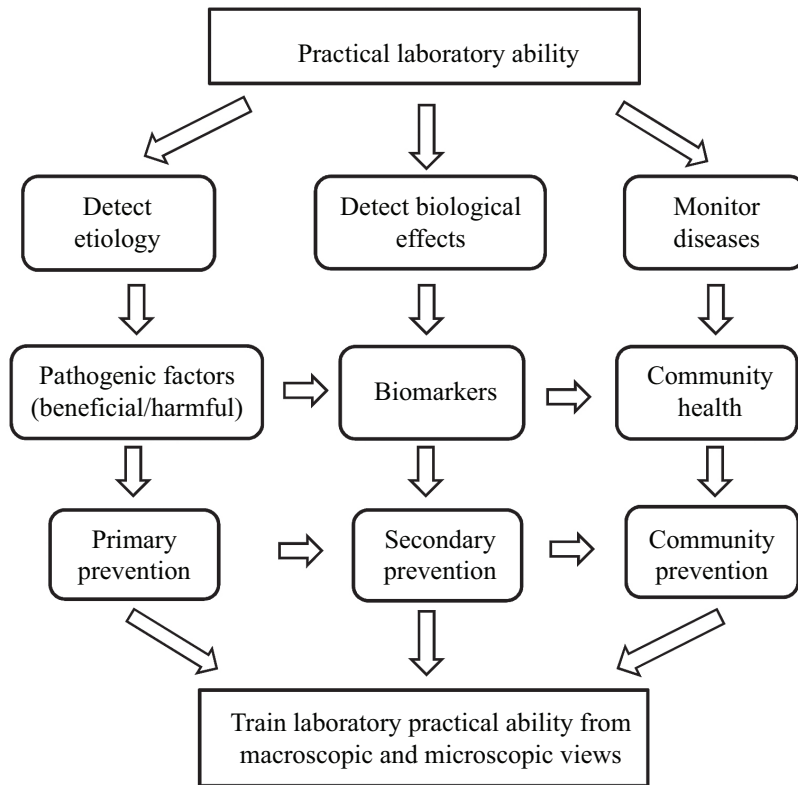 Practical laboratory ability
Detect
etiology
Detect biological
effects
Monitor
diseases
Pathogenic factors
(beneficial/harmful)
Biomarkers
Community
health
Primary
prevention
Secondary
prevention
Community
prevention
Train laboratory practical ability from
macroscopic and microscopic views